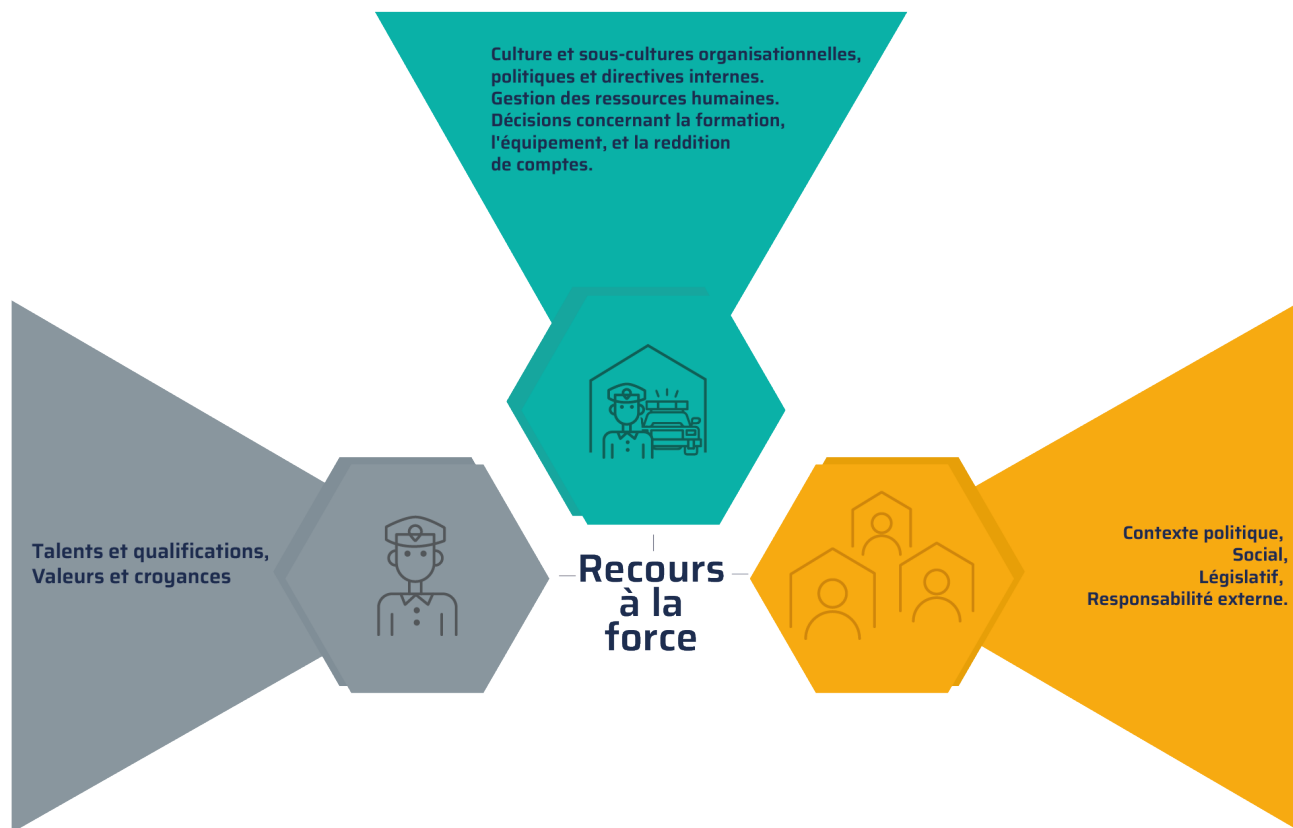 Culture et sous-cultures organisationnelles,
politiques et directives internes.
Gestion des ressources humaines.
Décisions concernant la formation,
l'équipement, et la reddition
de comptes.
Talents et qualifications,
Valeurs et croyances
Recours
à la
force
Contexte politique,
Social,
Législatif,
Responsabilité externe.